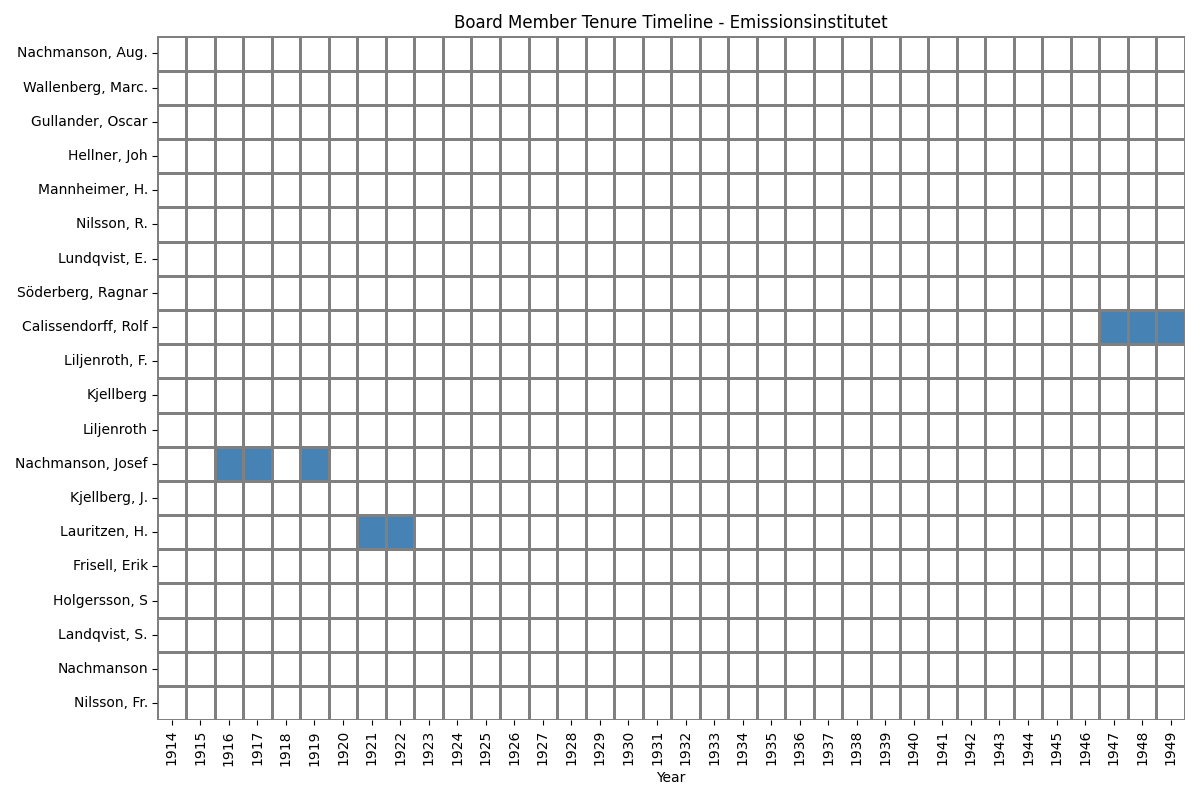 Board Member Tenure Timeline - Emissionsinstitutet
Nachmanson, Aug.
Wallenberg, Marc.
Gullander, Oscar
Hellner, Joh
Mannheimer, H.
Nilsson, R.
Lundqvist, E.
Söderberg, Ragnar
Calissendorff, Rolf
Liljenroth, F.
Kjellberg
Liljenroth
Nachmanson, Josef
Kjellberg, J.
Lauritzen, H.
Frisell, Erik
Holgersson, S
Landqvist, S.
Nachmanson
Nilsson, Fr.
1914 1915 1916 1917 1918 1919 1920 1921 1922 1923 1924 1925 1926 1927 1928 1929 1930 1931 1932 1933 1934 1935 1936 1937 1938 1939 1940 1941 1942 1943 1944 1945 1946 1947 1948 1949
Year